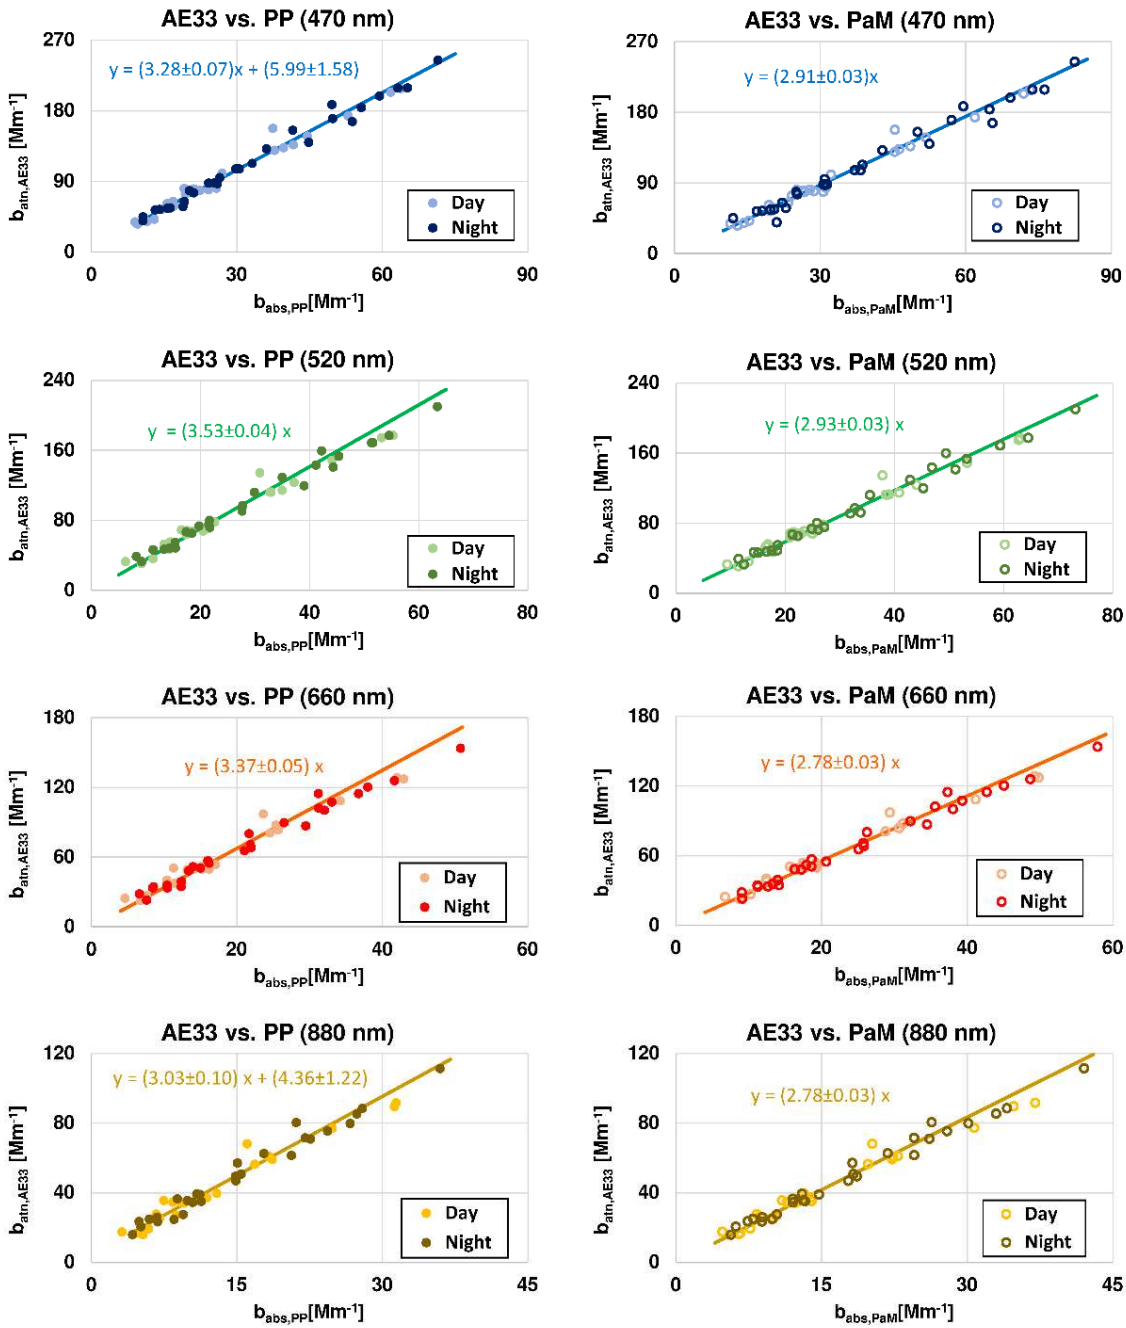 AE33 vs. PP (470 nm)
270
180
90
0
b_atn,AE33 [Mm⁻¹]
y = (3.28±0.07)x + (5.99±1.58)
Day
Night
0 30 60 90
b_abs,PP[Mm⁻¹]
AE33 vs. PaM (470 nm)
270
180
90
0
b_atn,AE33 [Mm⁻¹]
y = (2.91±0.03)x
Day
Night
0 30 60 90
b_abs,PaM[Mm⁻¹]
AE33 vs. PP (520 nm)
240
160
80
0
b_atn,AE33 [Mm⁻¹]
y = (3.53±0.04) x
Day
Night
0 20 40 60 80
b_abs,PP[Mm⁻¹]
AE33 vs. PaM (520 nm)
240
160
80
0
b_atn,AE33 [Mm⁻¹]
y = (2.93±0.03) x
Day
Night
0 20 40 60 80
b_abs,PaM[Mm⁻¹]
AE33 vs. PP (660 nm)
180
120
60
0
b_atn,AE33 [Mm⁻¹]
y = (3.37±0.05) x
Day
Night
0 20 40 60
b_abs,PP[Mm⁻¹]
AE33 vs. PaM (660 nm)
180
120
60
0
b_atn,AE33 [Mm⁻¹]
y = (2.78±0.03) x
Day
Night
0 20 40 60
b_abs,PaM[Mm⁻¹]
AE33 vs. PP (880 nm)
120
80
40
0
b_atn,AE33 [Mm⁻¹]
y = (3.03±0.10) x + (4.36±1.22)
Day
Night
0 15 30 45
b_abs,PP[Mm⁻¹]
AE33 vs. PaM (880 nm)
120
80
40
0
b_atn,AE33 [Mm⁻¹]
y = (2.78±0.03) x
Day
Night
0 15 30 45
b_abs,PaM[Mm⁻¹]